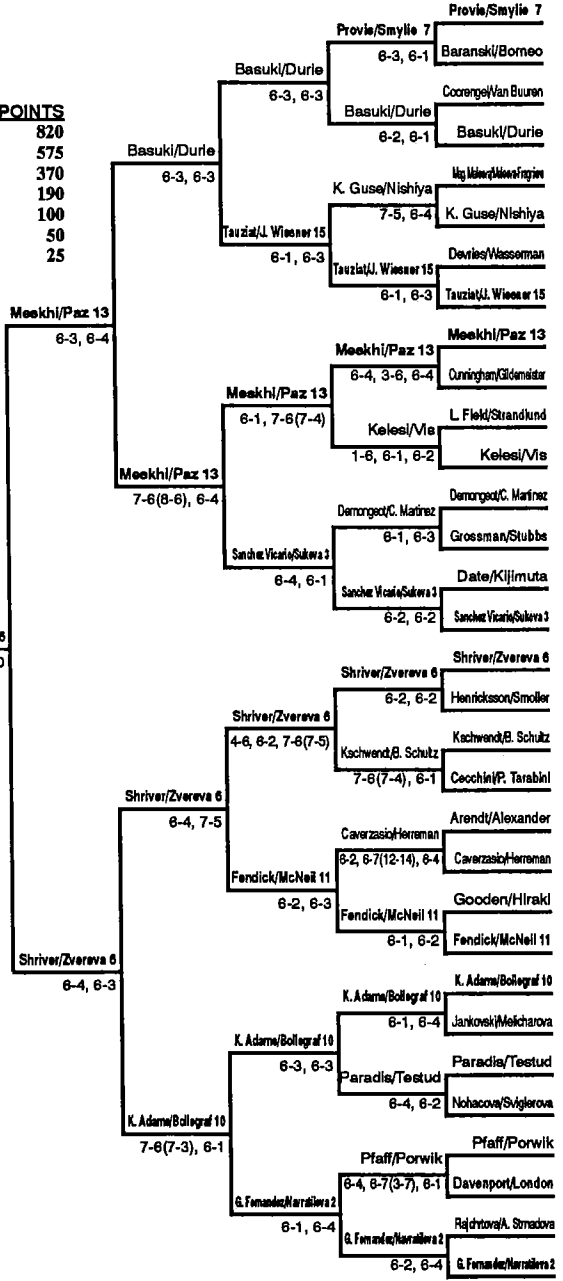 Provis/Smylie 7
Provis/Smylie 7
6-3, 6-1
Baranski/Borneo
Basuki/Durie
6-3, 6-3
Coorengel/Van Buuren
Basuki/Durie
6-2, 6-1
Basuki/Durie
POINTS
820
575
370
190
100
50
25
Basuki/Durie
6-3, 6-3
K. Guse/Nishiya
7-5, 6-4
K. Guse/Nishiya
Tauziat/J. Wiesner 15
6-1, 6-3
Devries/Wasserman
Tauziat/J. Wiesner 15
6-1, 6-3
Tauziat/J. Wiesner 15
Meskhi/Paz 13
6-3, 6-4
Meskhi/Paz 13
Meskhi/Paz 13
6-4, 3-6, 6-4
Cunningham/Gildemeister
Meskhi/Paz 13
6-1, 7-6(7-4)
L. Field/Strandlund
Kelesi/Vis
1-6, 6-1, 6-2
Kelesi/Vis
Meskhi/Paz 13
7-6(8-6), 6-4
Demongeot/C. Martinez
Demongeot/C. Martinez
6-1, 6-3
Grossman/Stubbs
Sanchez Vicario/Sukova 3
6-4, 6-1
Date/Kijimuta
Sanchez Vicario/Sukova 3
6-2, 6-2
Sanchez Vicario/Sukova 3
6
0
Shriver/Zvereva 6
Shriver/Zvereva 6
6-2, 6-2
Henricksson/Smoller
Shriver/Zvereva 6
4-6, 6-2, 7-6(7-5)
Kschwendt/B. Schultz
Kschwendt/B. Schultz
7-6(7-4), 6-1
Cecchini/P. Tarabini
Shriver/Zvereva 6
6-4, 7-5
Arendt/Alexander
Caverzasio/Herreman
6-2, 6-7(12-14), 6-4
Caverzasio/Herreman
Fendick/McNeil 11
6-2, 6-3
Gooden/Hiraki
Fendick/McNeil 11
6-1, 6-2
Fendick/McNeil 11
Shriver/Zvereva 6
6-4, 6-3
K. Adams/Bollegraf 10
K. Adams/Bollegraf 10
6-1, 6-4
Jankovski/Melicharova
K. Adams/Bollegraf 10
6-3, 6-3
Paradis/Testud
Paradis/Testud
6-4, 6-2
Nohacova/Sviglerova
K. Adams/Bollegraf 10
7-6(7-3), 6-1
Pfaff/Porwik
Pfaff/Porwik
6-4, 6-7(3-7), 6-1
Davenport/London
G. Fernandez/Navratilova 2
6-1, 6-4
Rajchrtova/A. Strnadova
G. Fernandez/Navratilova 2
6-2, 6-4
G. Fernandez/Navratilova 2